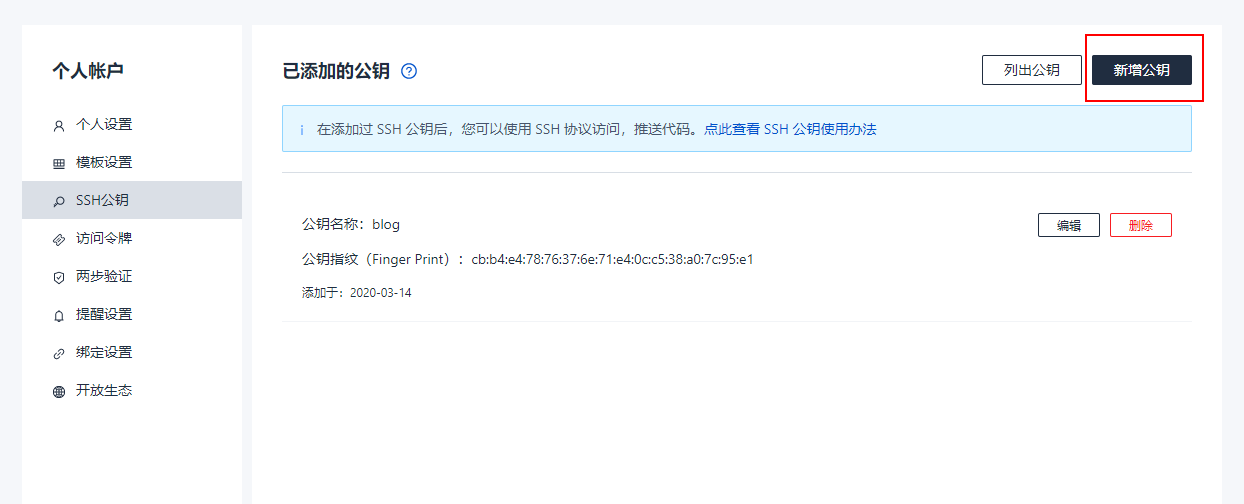 个人帐户
个人设置
模板设置
SSH公钥
访问令牌
两步验证
提醒设置
绑定设置
开放生态
已添加的公钥 ?
列出公钥
新增公钥
i 在添加过 SSH 公钥后，您可以使用 SSH 协议访问，推送代码。点此查看 SSH 公钥使用办法
公钥名称：blog
编辑
删除
公钥指纹（Finger Print）：cb:b4:e4:78:76:37:6e:71:e4:0c:c5:38:a0:7c:95:e1
添加于：2020-03-14